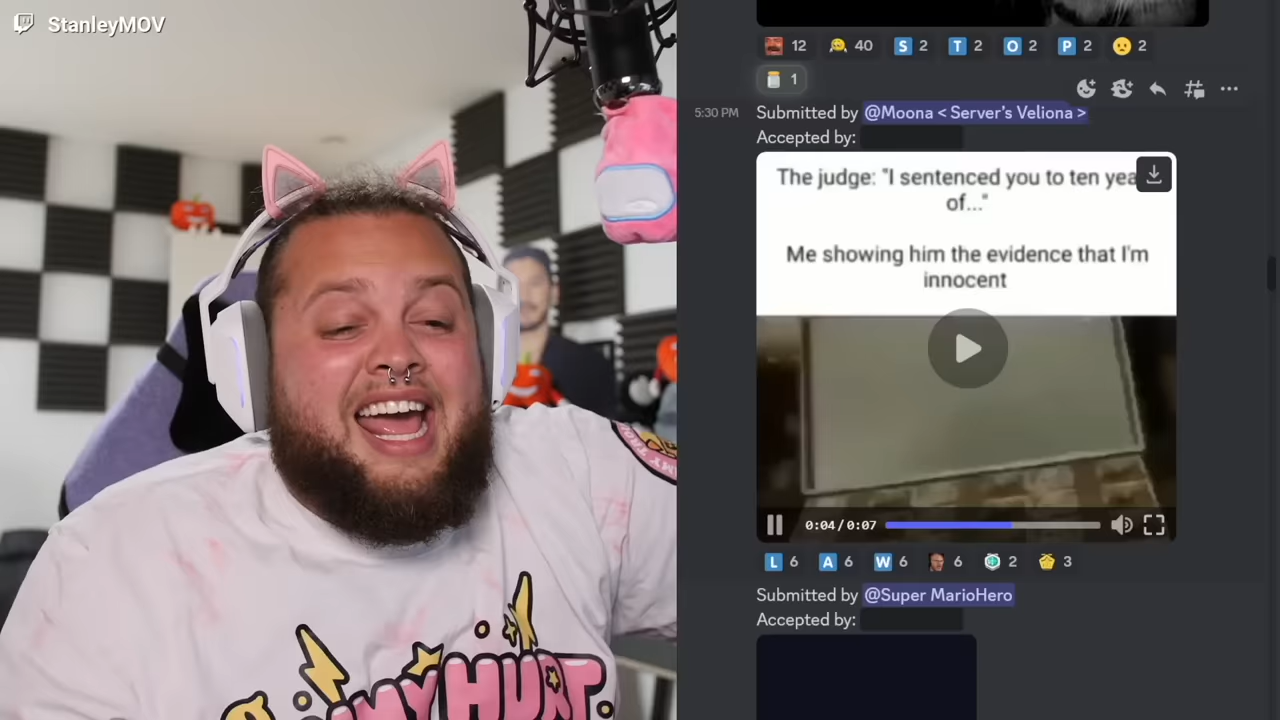 StanleyMOV
12 40 S 2 T 2 O 2 P 2 2
1
5:30 PM Submitted by @Moona < Server's Veliona >
Accepted by:
The judge: "I sentenced you to ten
of..."
Me showing him the evidence that I'm
innocent
0:04/0:07
L 6 A 6 W 6 6 2 3
Submitted by @Super MarioHero
Accepted by:
MYHURT